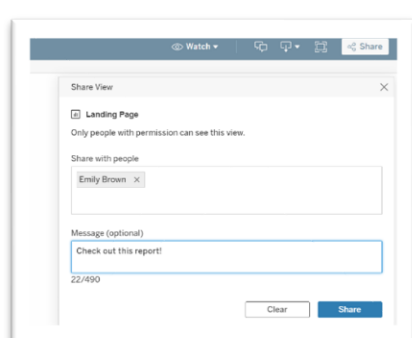 Watch
Share
Share View
Landing Page
Only people with permission can see this view.
Share with people
Emily Brown ×
Message (optional)
Check out this report!
22/490
Clear
Share